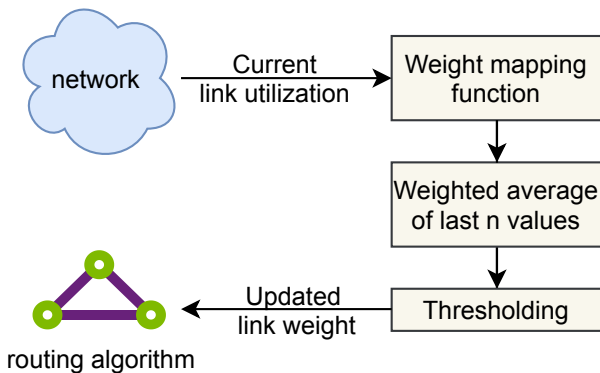 network
Current
link utilization
Weight mapping
function
Weighted average
of last n values
Thresholding
Updated
link weight
routing algorithm